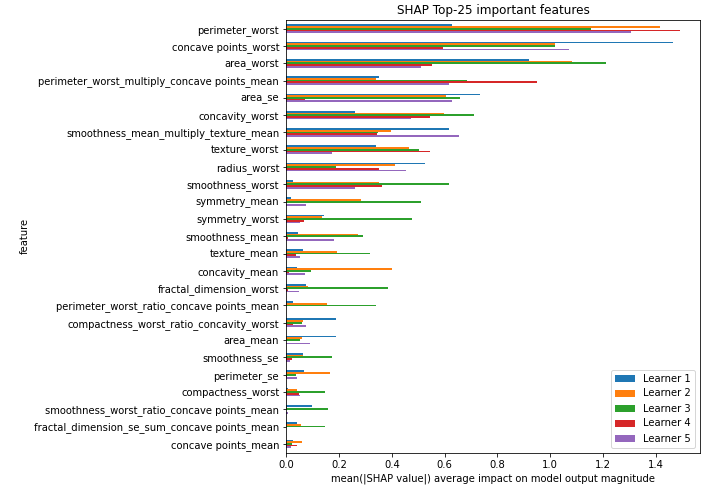 SHAP Top-25 important features
perimeter_worst
concave points_worst
area_worst
perimeter_worst_multiply_concave points_mean
area_se
concavity_worst
smoothness_mean_multiply_texture_mean
texture_worst
radius_worst
smoothness_worst
symmetry_mean
symmetry_worst
feature
smoothness_mean
texture_mean
concavity_mean
fractal_dimension_worst
perimeter_worst_ratio_concave points_mean
compactness_worst_ratio_concavity_worst
area_mean
smoothness_se
perimeter_se
compactness_worst
smoothness_worst_ratio_concave points_mean
fractal_dimension_se_sum_concave points_mean
concave points_mean
Learner 1
Learner 2
Learner 3
Learner 4
Learner 5
0.0 0.2 0.4 0.6 0.8 1.0 1.2 1.4
mean(|SHAP value|) average impact on model output magnitude